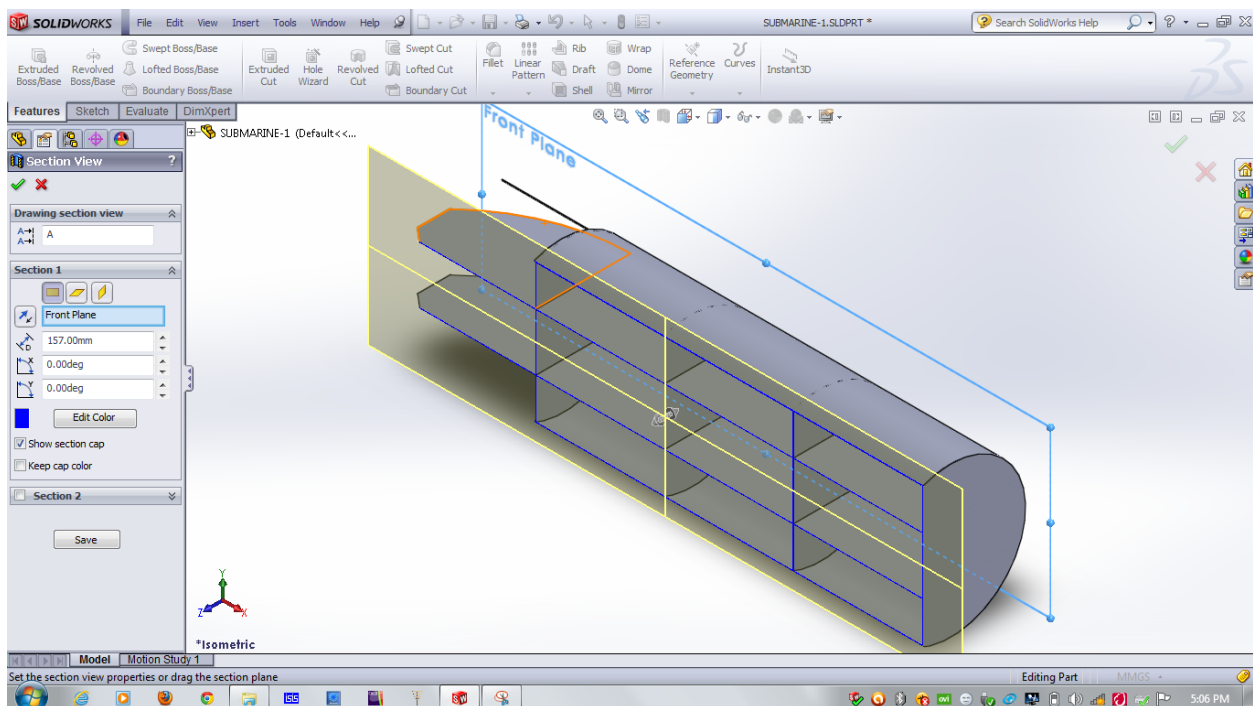 SOLIDWORKS File Edit View Insert Tools Window Help SUBMARINE-1.SLDPRT * Search SolidWorks Help ?
Extruded Boss/Base
Revolved Boss/Base
Swept Boss/Base
Lofted Boss/Base
Boundary Boss/Base
Extruded Cut
Hole Wizard
Revolved Cut
Swept Cut
Lofted Cut
Boundary Cut
Fillet
Linear Pattern
Rib
Draft
Shell
Wrap
Dome
Mirror
Reference Geometry
Curves
Instant3D
Features Sketch Evaluate DimXpert
SUBMARINE-1 (Default<<...
Section View ?
Drawing section view
A
Section 1
Front Plane
157.00mm
0.00deg
0.00deg
Edit Color
Show section cap
Keep cap color
Section 2
Save
Front Plane
Y
Z
X
*Isometric
Model Motion Study 1
Set the section view properties or drag the section plane
Editing Part MMGS
5:06 PM